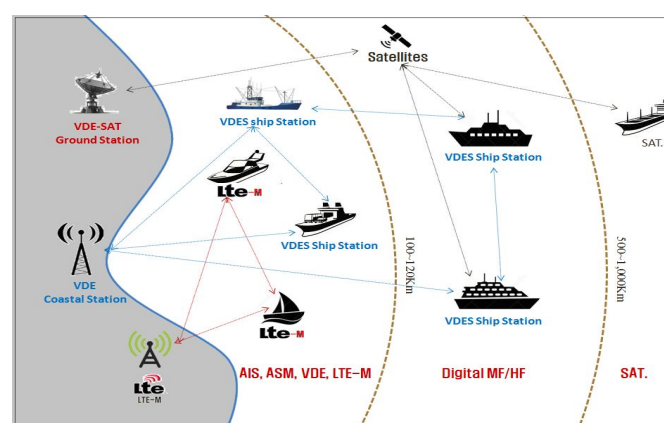 Satellites
VDE-SAT
Ground Station
VDES ship Station
VDES Ship Station
SAT.
Lte-M
VDES Ship Station
100~120Km
500~1,000Km
VDE
Coastal Station
VDES Ship Station
Lte-M
Lte
LTE-M
AIS, ASM, VDE, LTE-M
Digital MF/HF
SAT.